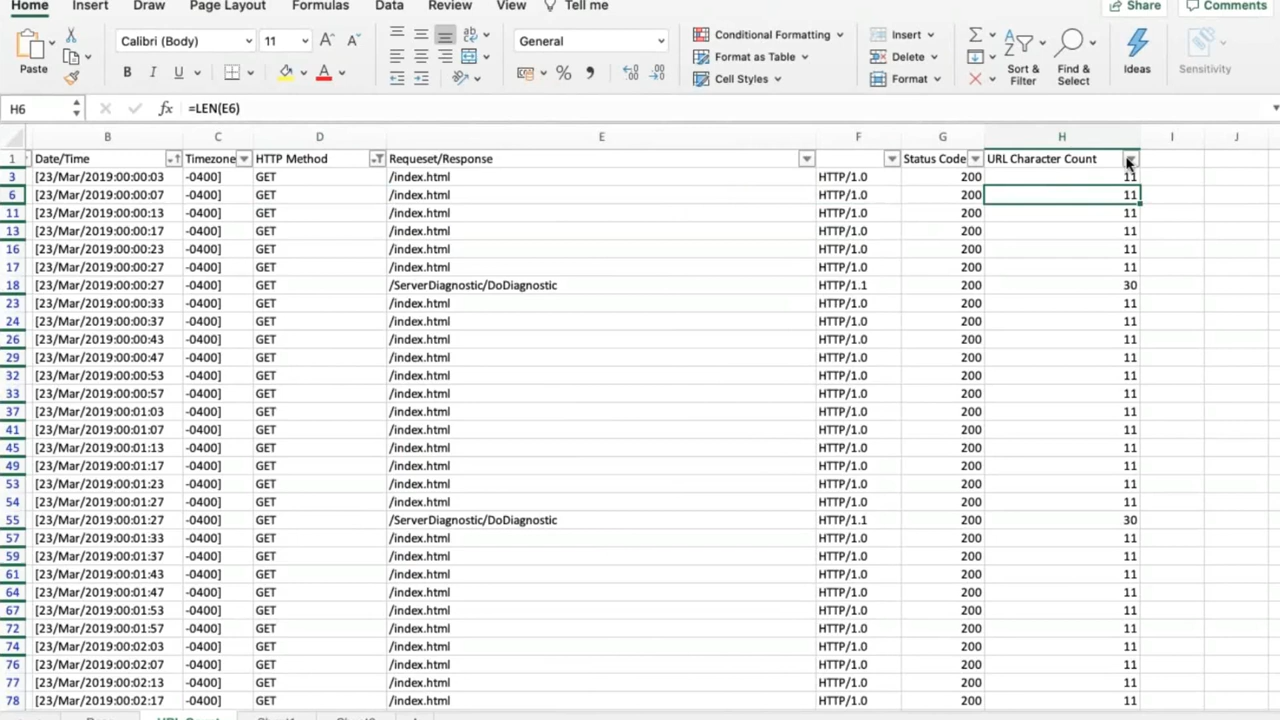 Home Insert Draw Page Layout Formulas Data Review View Tell me Share Comments
Paste Calibri (Body) 11 General Conditional Formatting Insert
Format as Table Delete
Cell Styles Format
Sort & Filter Find & Select Ideas Sensitivity
H6 fx =LEN(E6)
B C D E F G H I J
1 Date/Time Timezone HTTP Method Requeset/Response Status Code URL Character Count
3 [23/Mar/2019:00:00:03 -0400] GET /index.html HTTP/1.0 200 11
6 [23/Mar/2019:00:00:07 -0400] GET /index.html HTTP/1.0 200 11
11 [23/Mar/2019:00:00:13 -0400] GET /index.html HTTP/1.0 200 11
13 [23/Mar/2019:00:00:17 -0400] GET /index.html HTTP/1.0 200 11
16 [23/Mar/2019:00:00:23 -0400] GET /index.html HTTP/1.0 200 11
17 [23/Mar/2019:00:00:27 -0400] GET /index.html HTTP/1.0 200 11
18 [23/Mar/2019:00:00:27 -0400] GET /ServerDiagnostic/DoDiagnostic HTTP/1.1 200 30
23 [23/Mar/2019:00:00:33 -0400] GET /index.html HTTP/1.0 200 11
24 [23/Mar/2019:00:00:37 -0400] GET /index.html HTTP/1.0 200 11
26 [23/Mar/2019:00:00:43 -0400] GET /index.html HTTP/1.0 200 11
29 [23/Mar/2019:00:00:47 -0400] GET /index.html HTTP/1.0 200 11
32 [23/Mar/2019:00:00:53 -0400] GET /index.html HTTP/1.0 200 11
33 [23/Mar/2019:00:00:57 -0400] GET /index.html HTTP/1.0 200 11
37 [23/Mar/2019:00:01:03 -0400] GET /index.html HTTP/1.0 200 11
41 [23/Mar/2019:00:01:07 -0400] GET /index.html HTTP/1.0 200 11
45 [23/Mar/2019:00:01:13 -0400] GET /index.html HTTP/1.0 200 11
49 [23/Mar/2019:00:01:17 -0400] GET /index.html HTTP/1.0 200 11
53 [23/Mar/2019:00:01:23 -0400] GET /index.html HTTP/1.0 200 11
54 [23/Mar/2019:00:01:27 -0400] GET /index.html HTTP/1.0 200 11
55 [23/Mar/2019:00:01:27 -0400] GET /ServerDiagnostic/DoDiagnostic HTTP/1.1 200 30
57 [23/Mar/2019:00:01:33 -0400] GET /index.html HTTP/1.0 200 11
59 [23/Mar/2019:00:01:37 -0400] GET /index.html HTTP/1.0 200 11
61 [23/Mar/2019:00:01:43 -0400] GET /index.html HTTP/1.0 200 11
64 [23/Mar/2019:00:01:47 -0400] GET /index.html HTTP/1.0 200 11
67 [23/Mar/2019:00:01:53 -0400] GET /index.html HTTP/1.0 200 11
72 [23/Mar/2019:00:01:57 -0400] GET /index.html HTTP/1.0 200 11
74 [23/Mar/2019:00:02:03 -0400] GET /index.html HTTP/1.0 200 11
76 [23/Mar/2019:00:02:07 -0400] GET /index.html HTTP/1.0 200 11
77 [23/Mar/2019:00:02:13 -0400] GET /index.html HTTP/1.0 200 11
78 [23/Mar/2019:00:02:17 -0400] GET /index.html HTTP/1.0 200 11